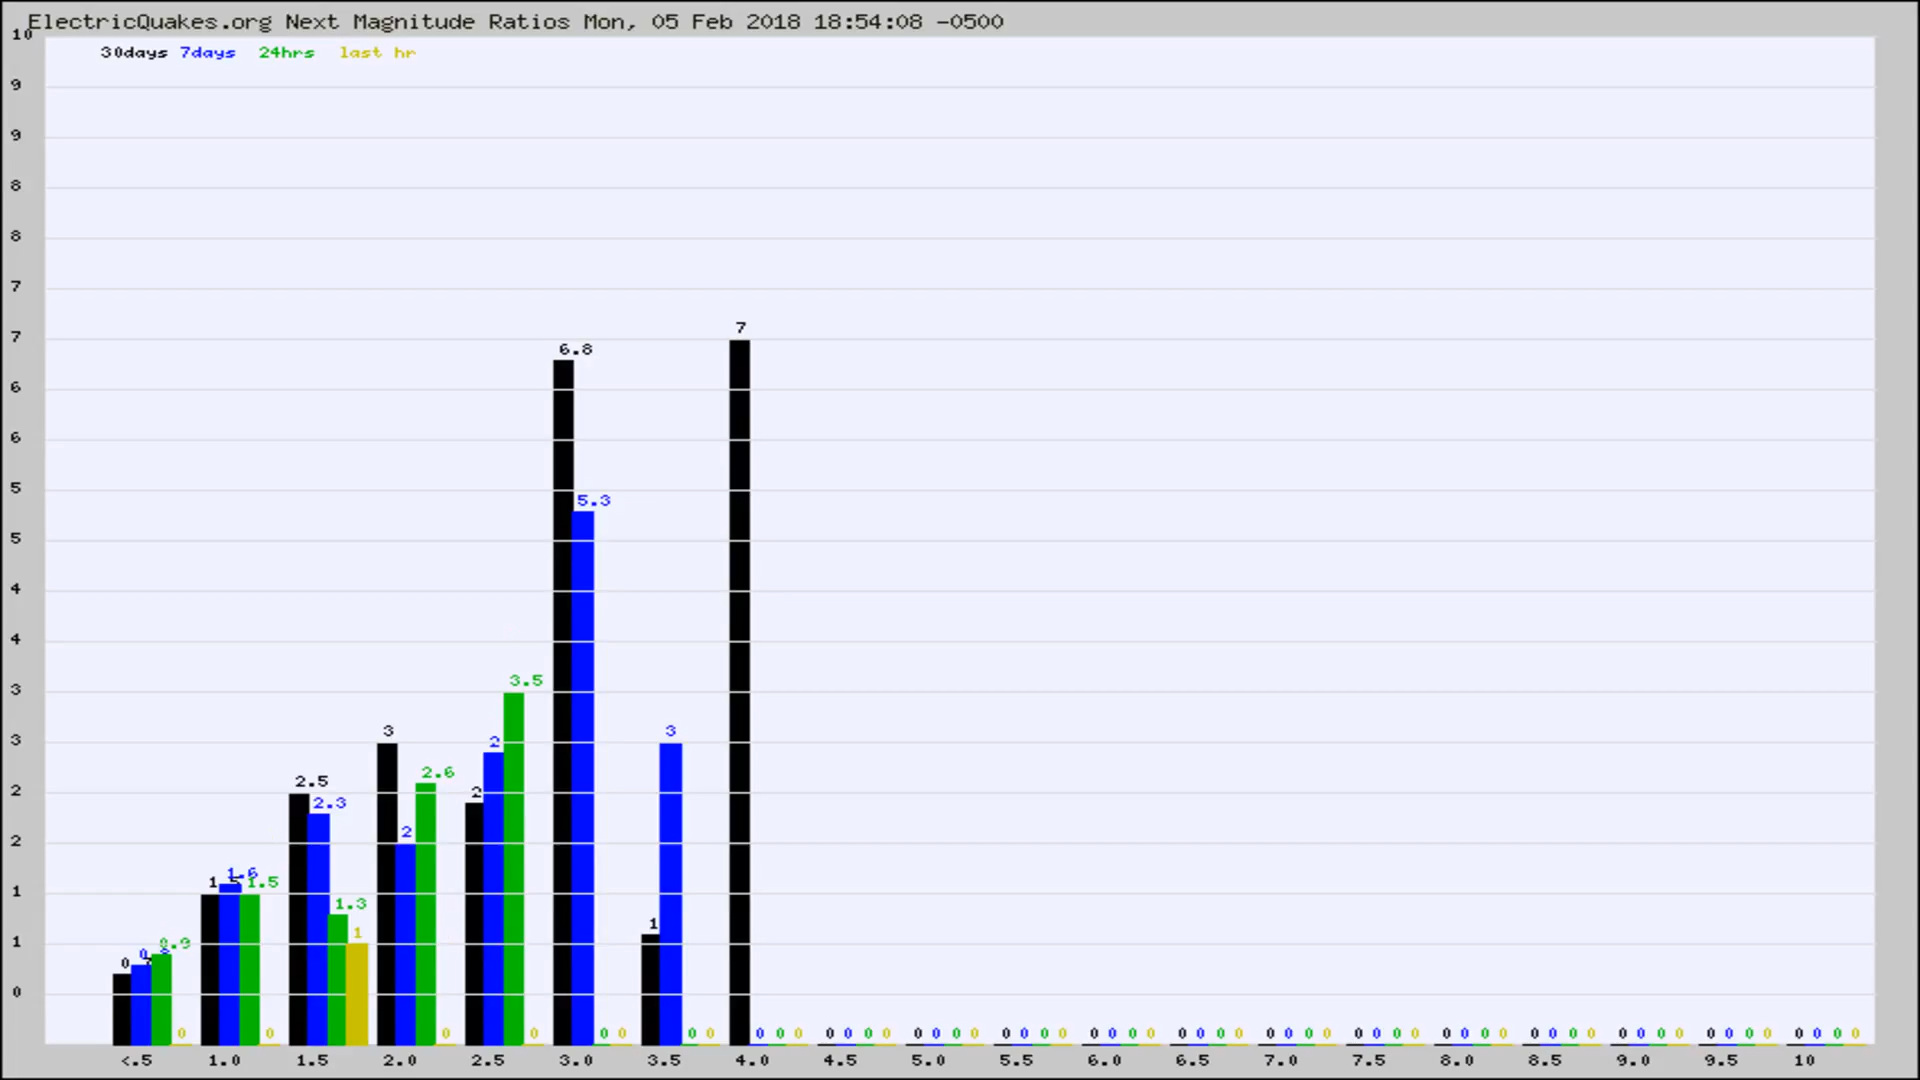 ElectricQuakes.org Next Magnitude Ratios Mon, 05 Feb 2018 18:54:08 -0500
10
30days 7days 24hrs last hr
9
9
8
8
7
7
7
6.8
6
6
5
5.3
5
4
4
3
3.5
3
3 2 3
2.5 2.6
2 2.3 2
2 2
1 1 1.6 1.5
1.3 1 1
1 0 0.9
0
0 0 0 0 0 0 0 0 0 0 0 0 0 0 0 0 0 0 0 0 0 0 0 0 0 0 0 0 0 0 0 0 0 0 0 0 0 0 0 0 0 0 0 0 0 0 0 0 0 0 0 0 0 0 0 0 0 0 0
<.5 1.0 1.5 2.0 2.5 3.0 3.5 4.0 4.5 5.0 5.5 6.0 6.5 7.0 7.5 8.0 8.5 9.0 9.5 10